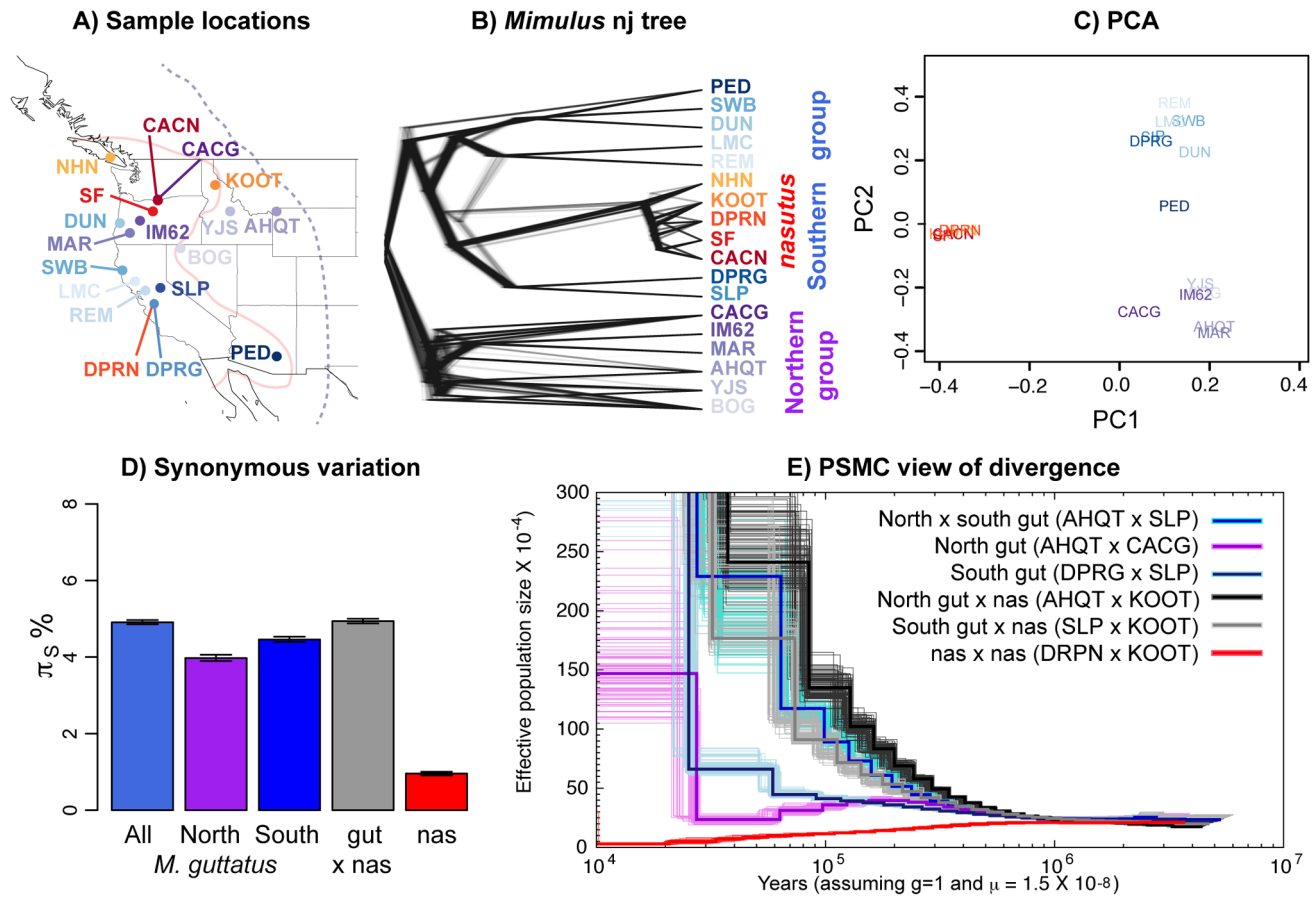 A) Sample locations
CACN
CACG
NHN
KOOT
SF
DUN
IM62
YJS
AHQT
MAR
BOG
SWB
LMC
SLP
REM
PED
DPRN
DPRG
B) Mimulus nj tree
PED
SWB
DUN
LMC
REM
NHN
KOOT
DPRN
SF
CACN
DPRG
SLP
CACG
IM62
MAR
AHQT
YJS
BOG
nasutus
Southern group
Northern group
C) PCA
PC2
0.4
0.2
0.0
−0.2
−0.4
REM
LMC
SWB
SLP
DPRG
DUN
PED
DPRN
CACN
YJS
IM62
CACG
AHQT
MAR
−0.4
−0.2
0.0
0.2
0.4
PC1
D) Synonymous variation
πS %
8
6
4
2
0
All
North
South
gut x nas
nas
M. guttatus
E) PSMC view of divergence
Effective population size X 10-4
300
250
200
150
100
50
0
North x south gut (AHQT x SLP)
North gut (AHQT x CACG)
South gut (DPRG x SLP)
North gut x nas (AHQT x KOOT)
South gut x nas (SLP x KOOT)
nas x nas (DRPN x KOOT)
10^4
10^5
10^6
10^7
Years (assuming g=1 and μ = 1.5 X 10-8)